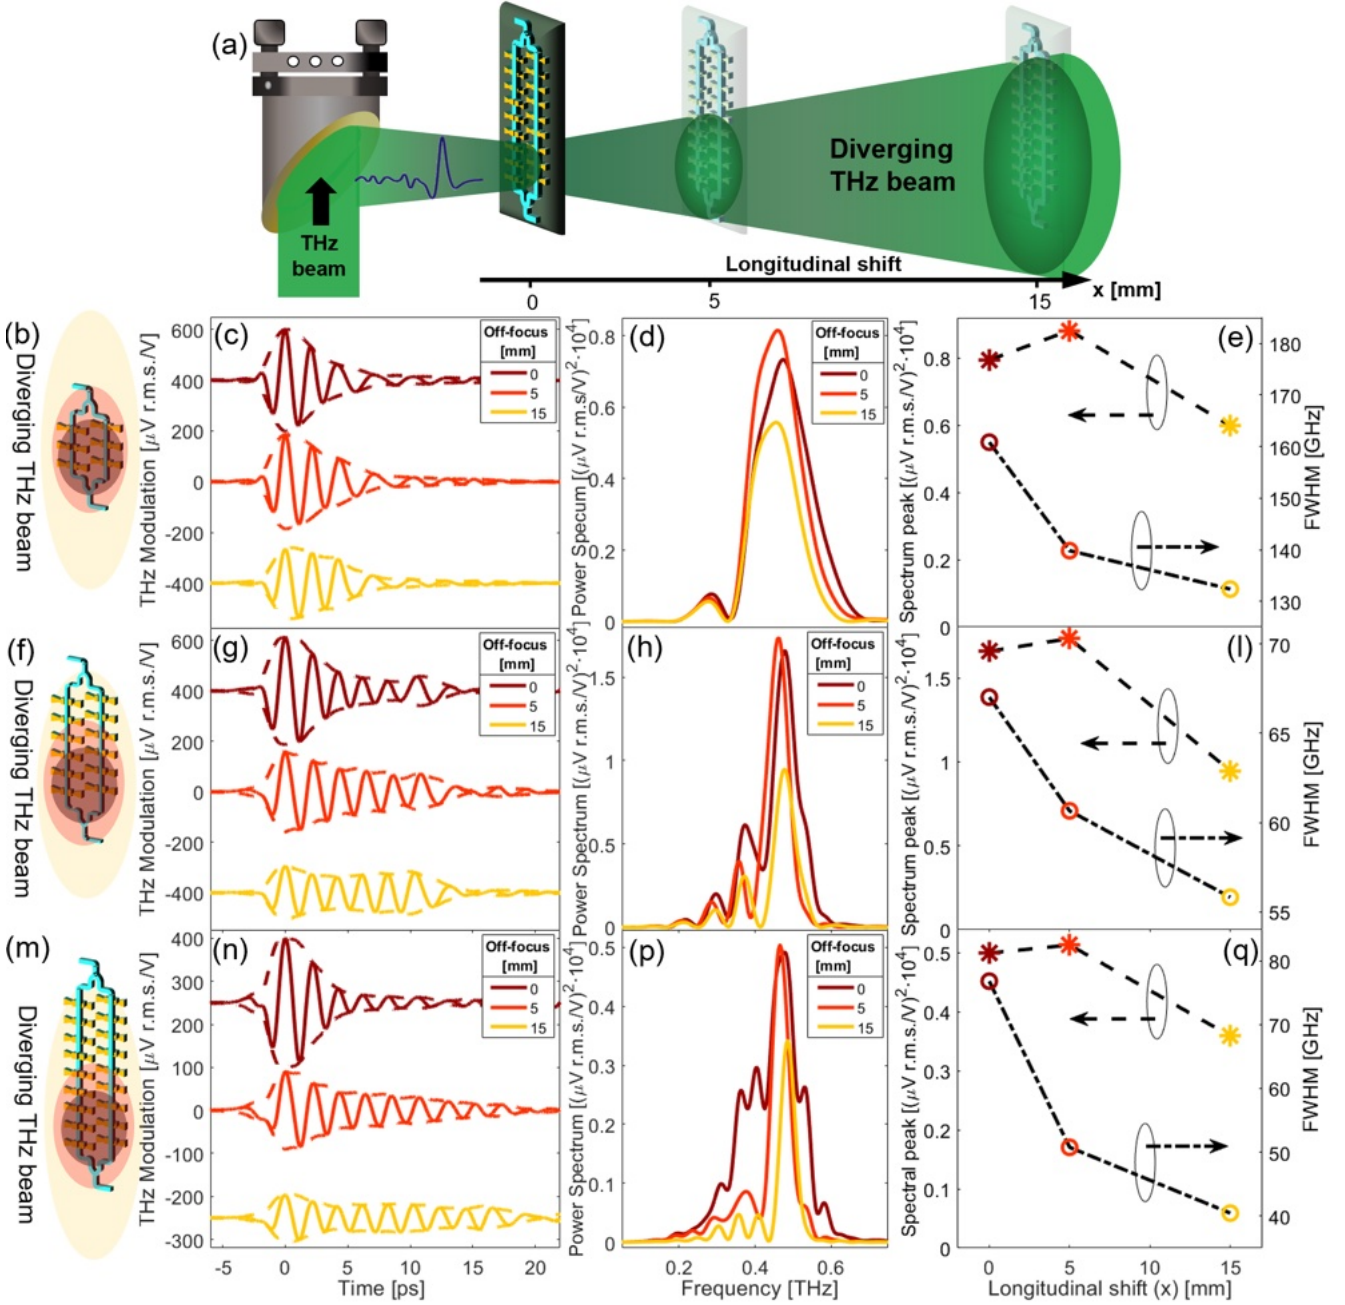 (a)
THz
beam
Diverging
THz beam
Longitudinal shift
0
5
15
x [mm]
(b)
Diverging THz beam
THz Modulation [μV r.m.s./V]
600
400
200
0
-200
-400
(c)
Off-focus
[mm]
0
5
15
Power Specum [(μV r.m.s/V)²·10⁴]
0.8
0.6
0.4
0.2
0
(d)
Off-focus
[mm]
0
5
15
Spectrum peak [(μV r.m.s./V)²·10⁴]
0.8
0.6
0.4
0.2
0
(e)
180
170
160
150
140
130
FWHM [GHz]
(f)
Diverging THz beam
THz Modulation [μV r.m.s./V]
600
400
200
0
-200
-400
(g)
Off-focus
[mm]
0
5
15
Power Spectrum [(μV r.m.s./V)²·10⁴]
1.5
1
0.5
0
(h)
Off-focus
[mm]
0
5
15
Spectrum peak [(μV r.m.s./V)²·10⁴]
1.5
1
0.5
0
(l)
70
65
60
55
FWHM [GHz]
(m)
Diverging THz beam
THz Modulation [μV r.m.s./V]
400
300
200
100
0
-100
-200
-300
(n)
Off-focus
[mm]
0
5
15
-5
0
5
10
15
20
Time [ps]
Power Spectrum [(μV r.m.s./V)²·10⁴]
0.5
0.4
0.3
0.2
0.1
0
(p)
Off-focus
[mm]
0
5
15
0.2
0.4
0.6
Frequency [THz]
Spectral peak [(μV r.m.s./V)²·10⁴]
0.5
0.4
0.3
0.2
0.1
0
(q)
80
70
60
50
40
FWHM [GHz]
0
5
10
15
Longitudinal shift (x) [mm]